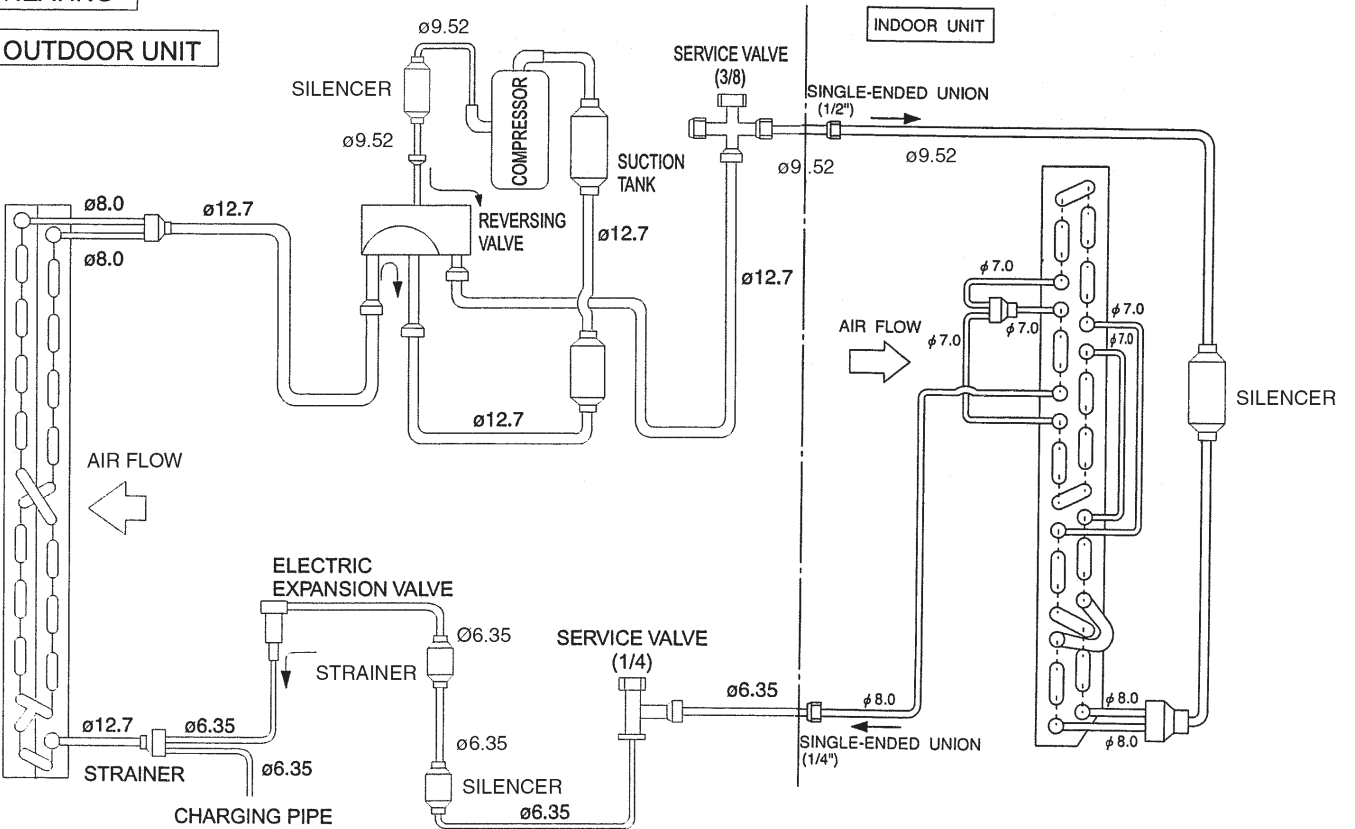 OUTDOOR UNIT
INDOOR UNIT
ø9.52
SILENCER
COMPRESSOR
SERVICE VALVE
(3/8)
SINGLE-ENDED UNION
(1/2")
ø9.52
SUCTION
TANK
ø9.52
ø9.52
ø8.0
ø12.7
ø8.0
REVERSING
VALVE
ø12.7
ø12.7
AIR FLOW
φ7.0
φ7.0
φ7.0
φ7.0
φ7.0
SILENCER
ø12.7
AIR FLOW
ELECTRIC
EXPANSION VALVE
Ø6.35
STRAINER
SERVICE VALVE
(1/4)
ø6.35
φ8.0
φ8.0
φ8.0
SINGLE-ENDED UNION
(1/4")
ø12.7
ø6.35
STRAINER
ø6.35
CHARGING PIPE
ø6.35
SILENCER
ø6.35